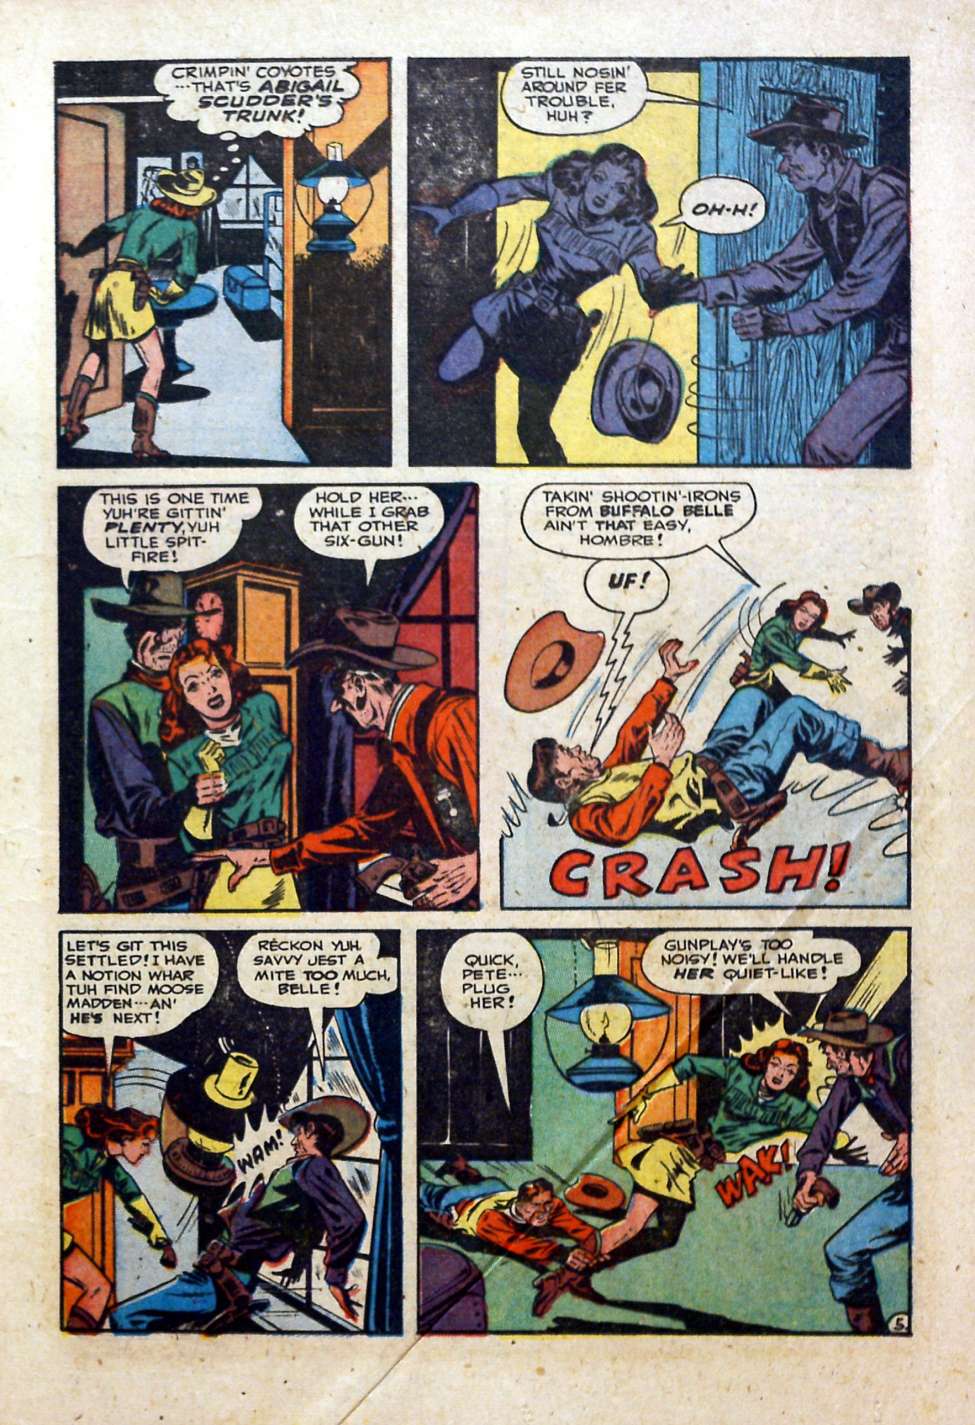 CRIMPIN' COYOTES
...THAT'S ABIGAIL
SCUDDER'S
TRUNK!
STILL NOSIN'
AROUND FER
TROUBLE,
HUH?
OH-H!
THIS IS ONE TIME
YUH'RE GITTIN'
PLENTY, YUH
LITTLE SPIT-
FIRE!
HOLD HER...
WHILE I GRAB
THAT OTHER
SIX-GUN!
TAKIN' SHOOTIN'-IRONS
FROM BUFFALO BELLE
AIN'T THAT EASY,
HOMBRE!
UF!
CRASH!
LET'S GIT THIS
SETTLED! I HAVE
A NOTION WHAR
TUH FIND MOOSE
MADDEN... AN'
HE'S NEXT!
RECKON YUH
SAVVY JEST A
MITE TOO MUCH,
BELLE!
WAM!
QUICK,
PETE...
PLUG
HER!
GUNPLAY'S TOO
NOISY! WE'LL HANDLE
HER QUIET-LIKE!
WAK!
5